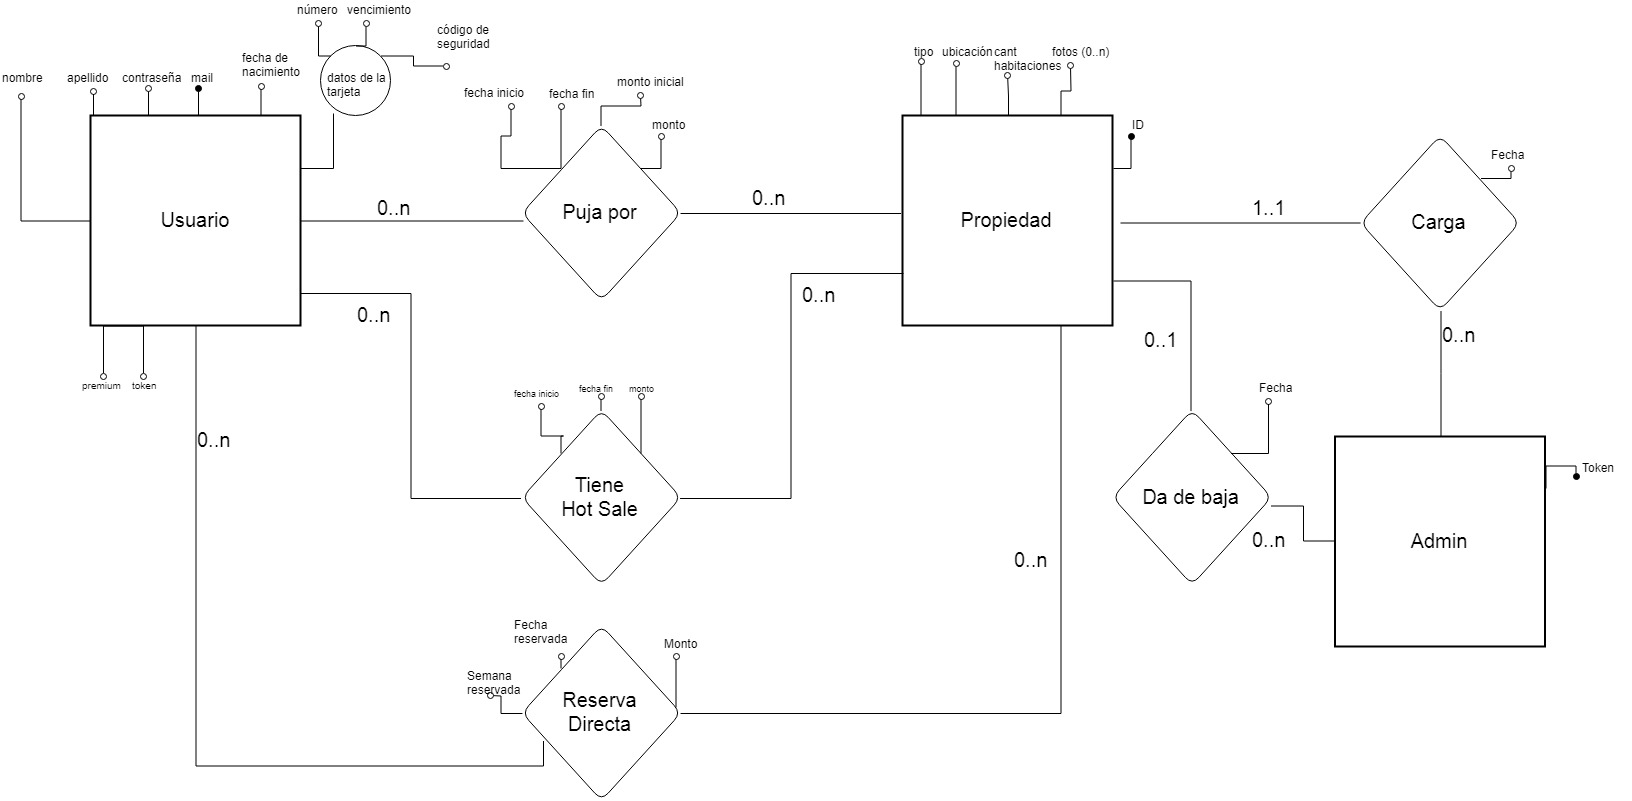 número
vencimiento
código de
seguridad
fecha de
nacimiento
nombre
apellido
contraseña
mail
datos de la
tarjeta
Usuario
premium
token
fecha inicio
fecha fin
monto inicial
monto
0..n
Puja por
0..n
tipo
ubicación
cant
habitaciones
fotos (0..n)
ID
Propiedad
1..1
Fecha
Carga
0..n
0..n
0..n
0..1
0..n
fecha inicio
fecha fin
monto
Tiene
Hot Sale
Fecha
Da de baja
0..n
Token
Admin
0..n
Fecha
reservada
Monto
Semana
reservada
Reserva
Directa